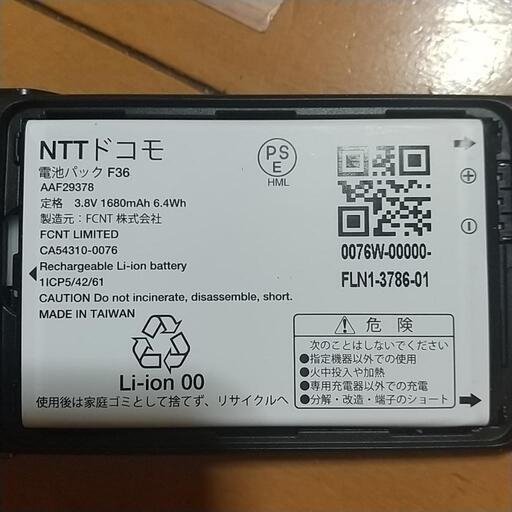 NTTドコモ
電池パック F36
AAF29378
定格 3.8V 1680mAh 6.4Wh
製造元：FCNT 株式会社
FCNT LIMITED
CA54310-0076
Rechargeable Li-ion battery
1ICP5/42/61
CAUTION Do not incinerate, disassemble, short.
MADE IN TAIWAN
Li-ion 00
使用後は家庭ゴミとして捨てず、リサイクルへ
PS
E
HML
0076W-00000-
FLN1-3786-01
危険
次のことはしないでください
●指定機器以外での使用
●火中投入や加熱
●専用充電器以外での充電
●分解・改造・端子のショート